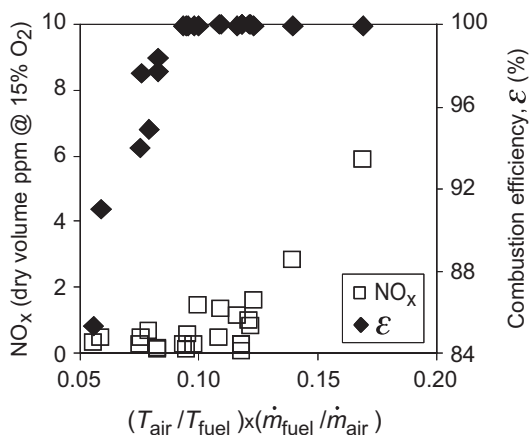 NOx (dry volume ppm @ 15% O2)
10
8
6
4
2
0
100
96
92
88
84
Combustion efficiency, ε (%)
NOx
ε
0.05 0.10 0.15 0.20
(Tair/Tfuel)x(ṁfuel/ṁair)